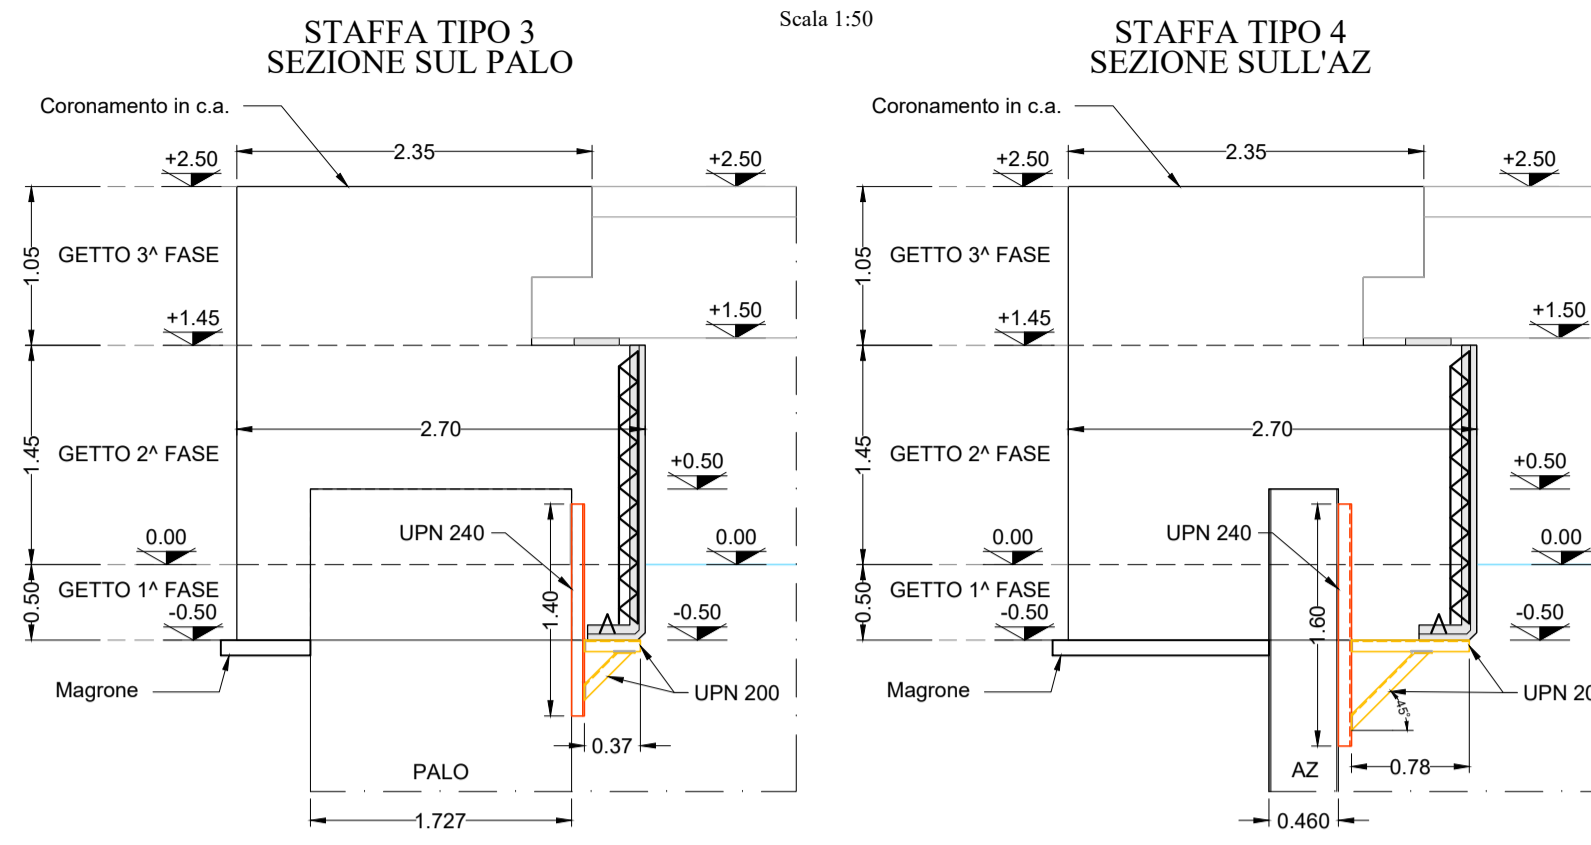 Scala 1:50
STAFFA TIPO 3
SEZIONE SUL PALO
Coronamento in c.a.
2.35
+2.50
+2.50
GETTO 3^ FASE
1.05
+1.45
+1.50
2.70
GETTO 2^ FASE
1.45
+0.50
UPN 240
0.00
0.00
GETTO 1^ FASE
0.50
-0.50
-0.50
1.40
Magrone
UPN 200
0.37
PALO
1.727
STAFFA TIPO 4
SEZIONE SULL'AZ
Coronamento in c.a.
2.35
+2.50
+2.50
GETTO 3^ FASE
1.05
+1.45
+1.50
2.70
GETTO 2^ FASE
1.45
+0.50
UPN 240
0.00
0.00
GETTO 1^ FASE
0.50
-0.50
-0.50
1.60
Magrone
UPN 20
45°
0.78
AZ
0.460